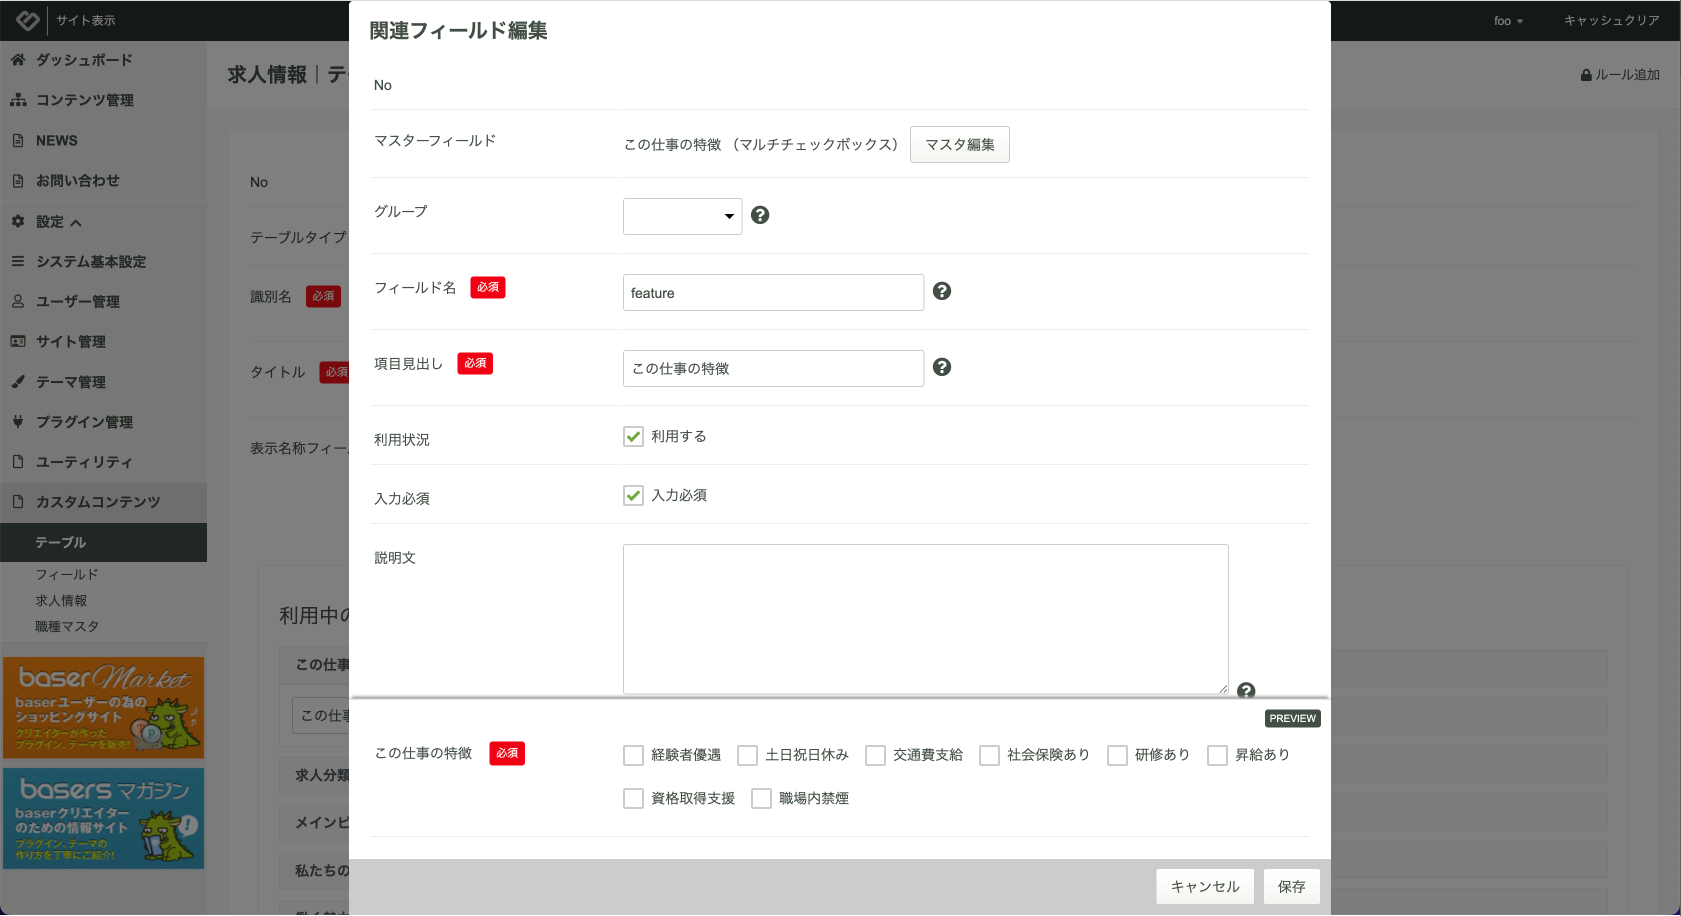 サイト表示
foo
キャッシュクリア
ダッシュボード
コンテンツ管理
NEWS
お問い合わせ
設定
システム基本設定
ユーザー管理
サイト管理
テーマ管理
プラグイン管理
ユーティリティ
カスタムコンテンツ
テーブル
フィールド
求人情報
職種マスタ
baser Market
baserユーザーの為の
ショッピングサイト
クリエイターが作った
プラグイン、テーマを販売!
basers マガジン
baserクリエイター
のための情報サイト
プラグイン、テーマの
作り方を丁寧にご紹介!
求人情報｜テ
ルール追加
No
テーブルタイプ
識別名 必須
タイトル 必須
表示名称フィー
利用中の
この仕事
この仕事
求人分類
メインビ
私たちの
関連フィールド編集
No
マスターフィールド
この仕事の特徴 （マルチチェックボックス） マスタ編集
グループ
フィールド名 必須
feature
項目見出し 必須
この仕事の特徴
利用状況
利用する
入力必須
入力必須
説明文
PREVIEW
この仕事の特徴 必須
経験者優遇 土日祝日休み 交通費支給 社会保険あり 研修あり 昇給あり
資格取得支援 職場内禁煙
キャンセル 保存